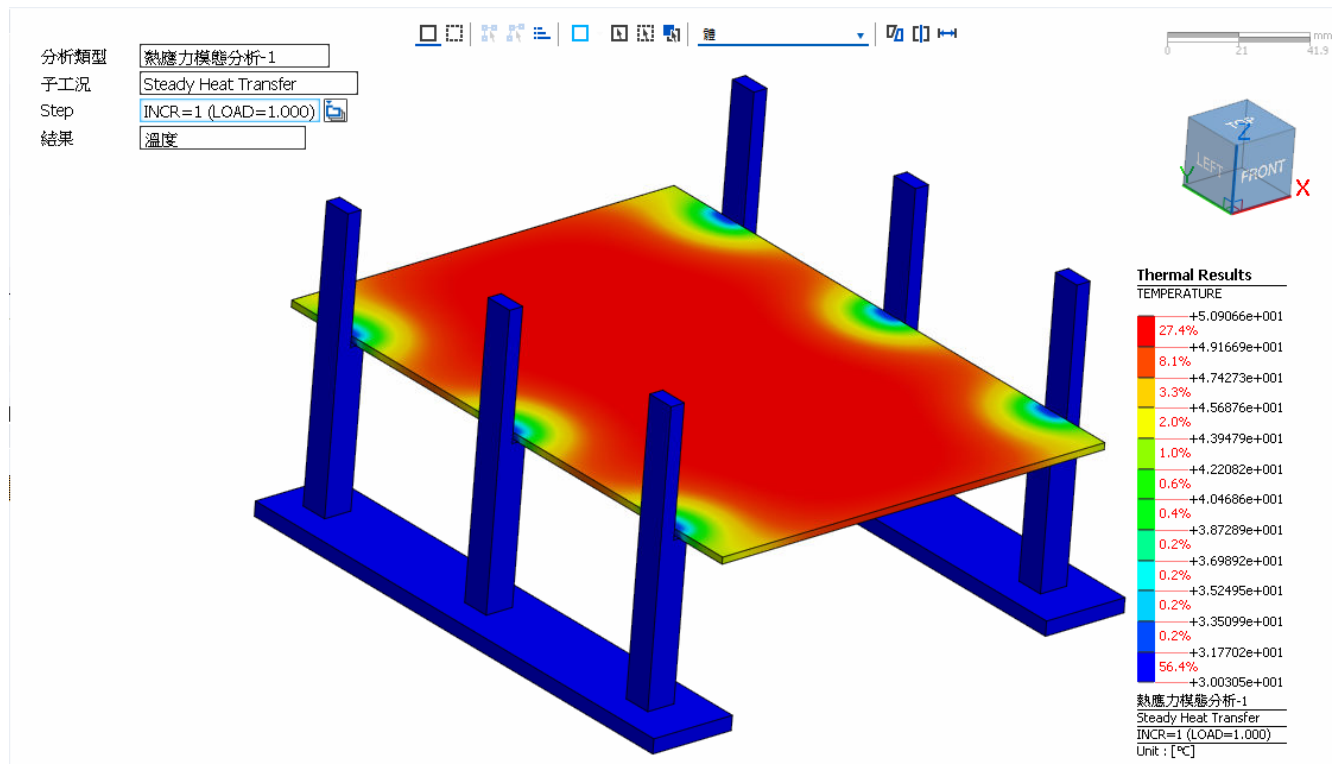 分析類型 熱應力模態分析-1
子工況 Steady Heat Transfer
Step INCR=1 (LOAD=1.000)
結果 溫度
體
mm
0 21 41.9
TOP
Z
LEFT FRONT
Y
X
Thermal Results
TEMPERATURE
+5.09066e+001
27.4%
+4.91669e+001
8.1%
+4.74273e+001
3.3%
+4.56876e+001
2.0%
+4.39479e+001
1.0%
+4.22082e+001
0.6%
+4.04686e+001
0.4%
+3.87289e+001
0.2%
+3.69892e+001
0.2%
+3.52495e+001
0.2%
+3.35099e+001
0.2%
+3.17702e+001
56.4%
+3.00305e+001
熱應力模態分析-1
Steady Heat Transfer
INCR=1 (LOAD=1.000)
Unit : [℃]